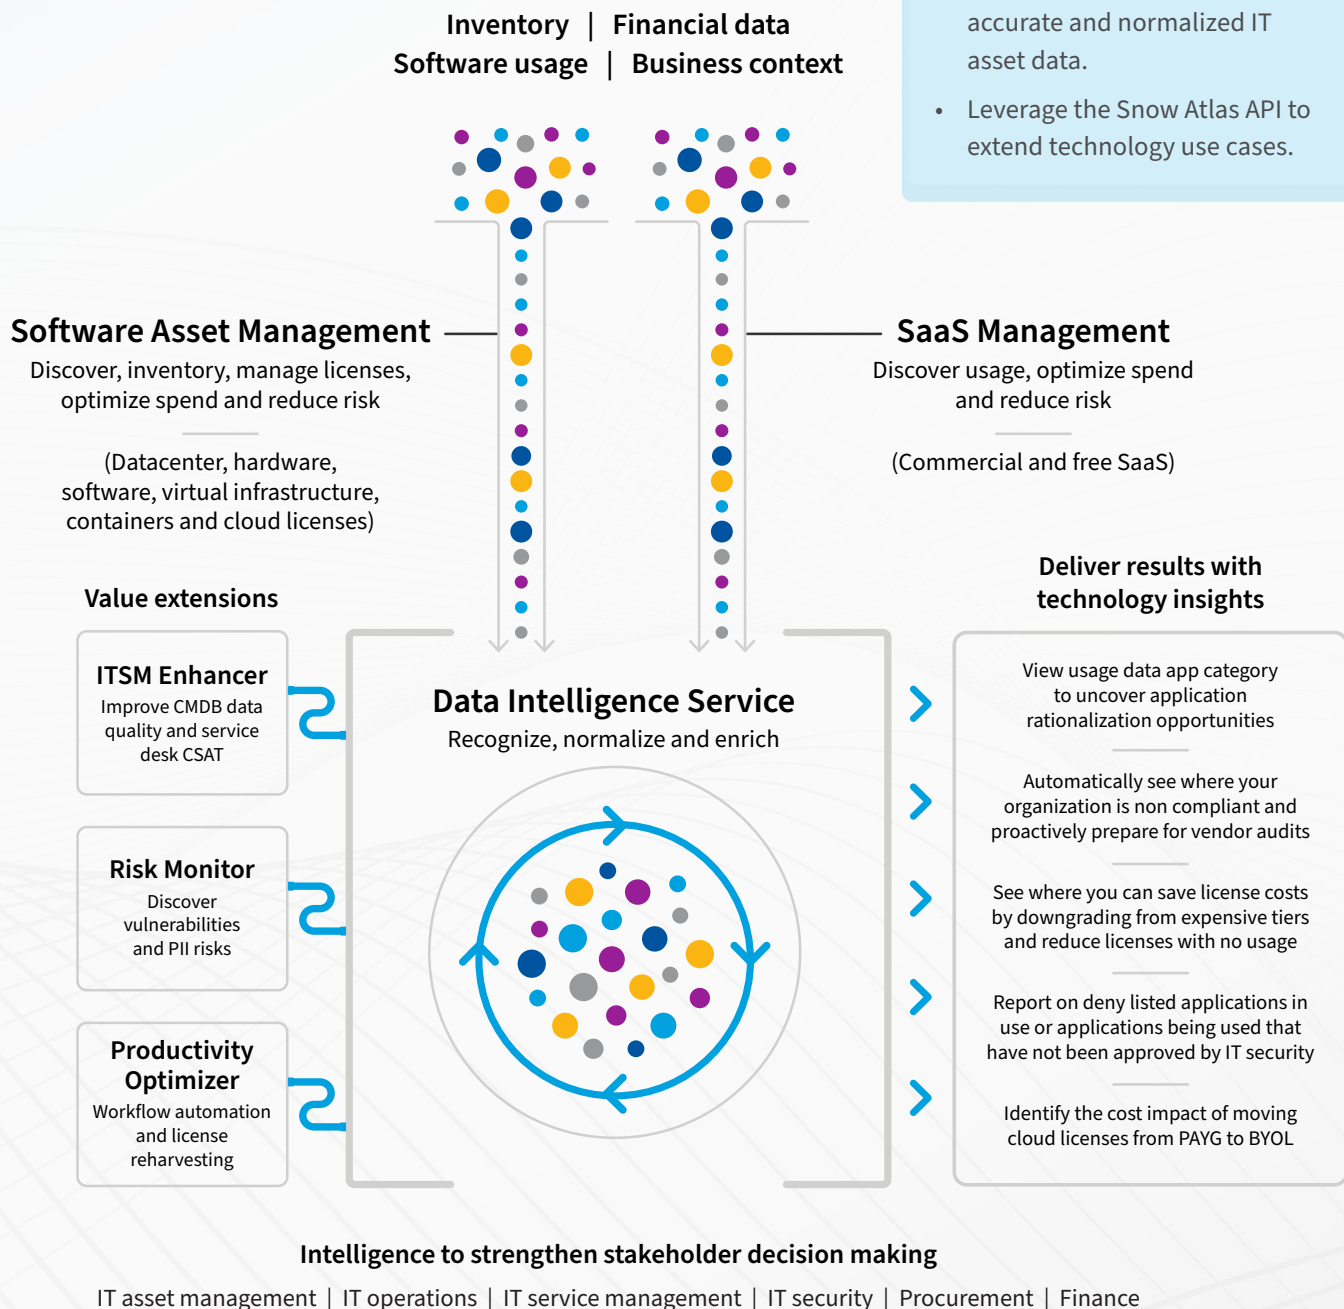 Inventory | Financial data
Software usage | Business context
accurate and normalized IT
asset data.
• Leverage the Snow Atlas API to
extend technology use cases.
Software Asset Management
Discover, inventory, manage licenses,
optimize spend and reduce risk
(Datacenter, hardware,
software, virtual infrastructure,
containers and cloud licenses)
SaaS Management
Discover usage, optimize spend
and reduce risk
(Commercial and free SaaS)
Value extensions
ITSM Enhancer
Improve CMDB data
quality and service
desk CSAT
Risk Monitor
Discover
vulnerabilities
and PII risks
Productivity
Optimizer
Workflow automation
and license
reharvesting
Data Intelligence Service
Recognize, normalize and enrich
Deliver results with
technology insights
View usage data app category
to uncover application
rationalization opportunities
Automatically see where your
organization is non compliant and
proactively prepare for vendor audits
See where you can save license costs
by downgrading from expensive tiers
and reduce licenses with no usage
Report on deny listed applications in
use or applications being used that
have not been approved by IT security
Identify the cost impact of moving
cloud licenses from PAYG to BYOL
Intelligence to strengthen stakeholder decision making
IT asset management | IT operations | IT service management | IT security | Procurement | Finance